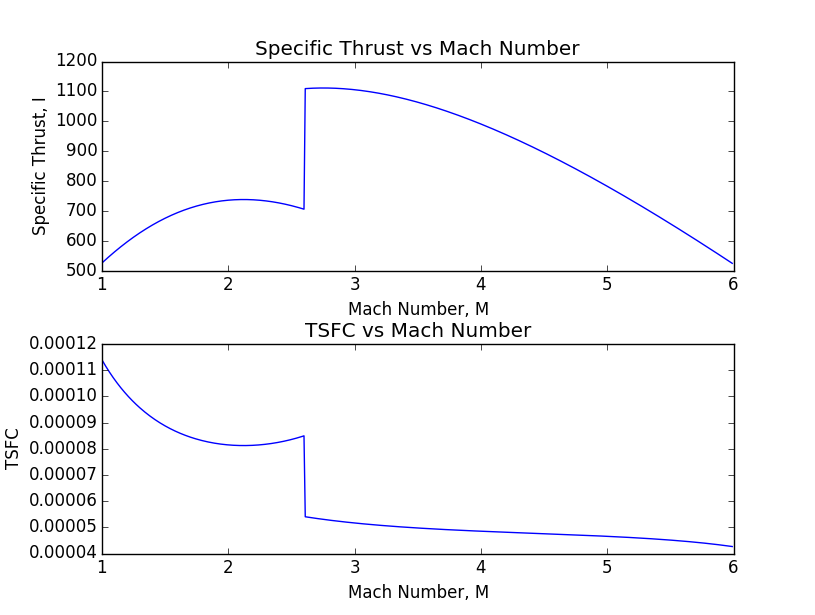 Specific Thrust vs Mach Number
1200
1100
1000
900
800
700
600
500
Specific Thrust, I
1 2 3 4 5 6
Mach Number, M
TSFC vs Mach Number
0.00012
0.00011
0.00010
0.00009
0.00008
0.00007
0.00006
0.00005
0.00004
TSFC
1 2 3 4 5 6
Mach Number, M